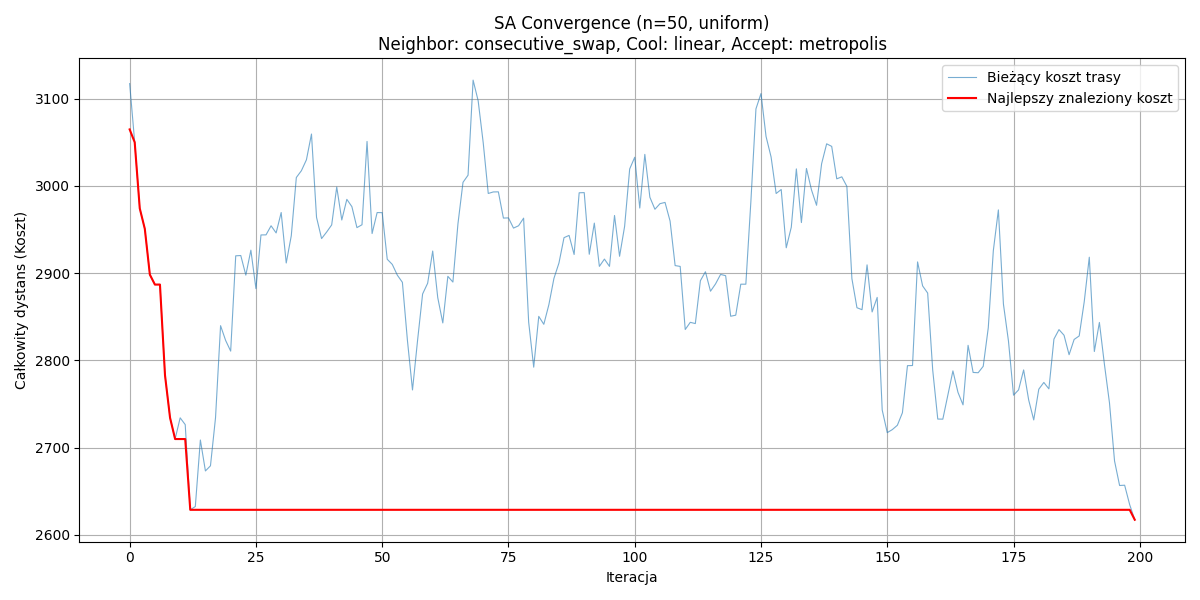 SA Convergence (n=50, uniform)
Neighbor: consecutive_swap, Cool: linear, Accept: metropolis
Bieżący koszt trasy
Najlepszy znaleziony koszt
Całkowity dystans (Koszt)
3100
3000
2900
2800
2700
2600
0 25 50 75 100 125 150 175 200
Iteracja